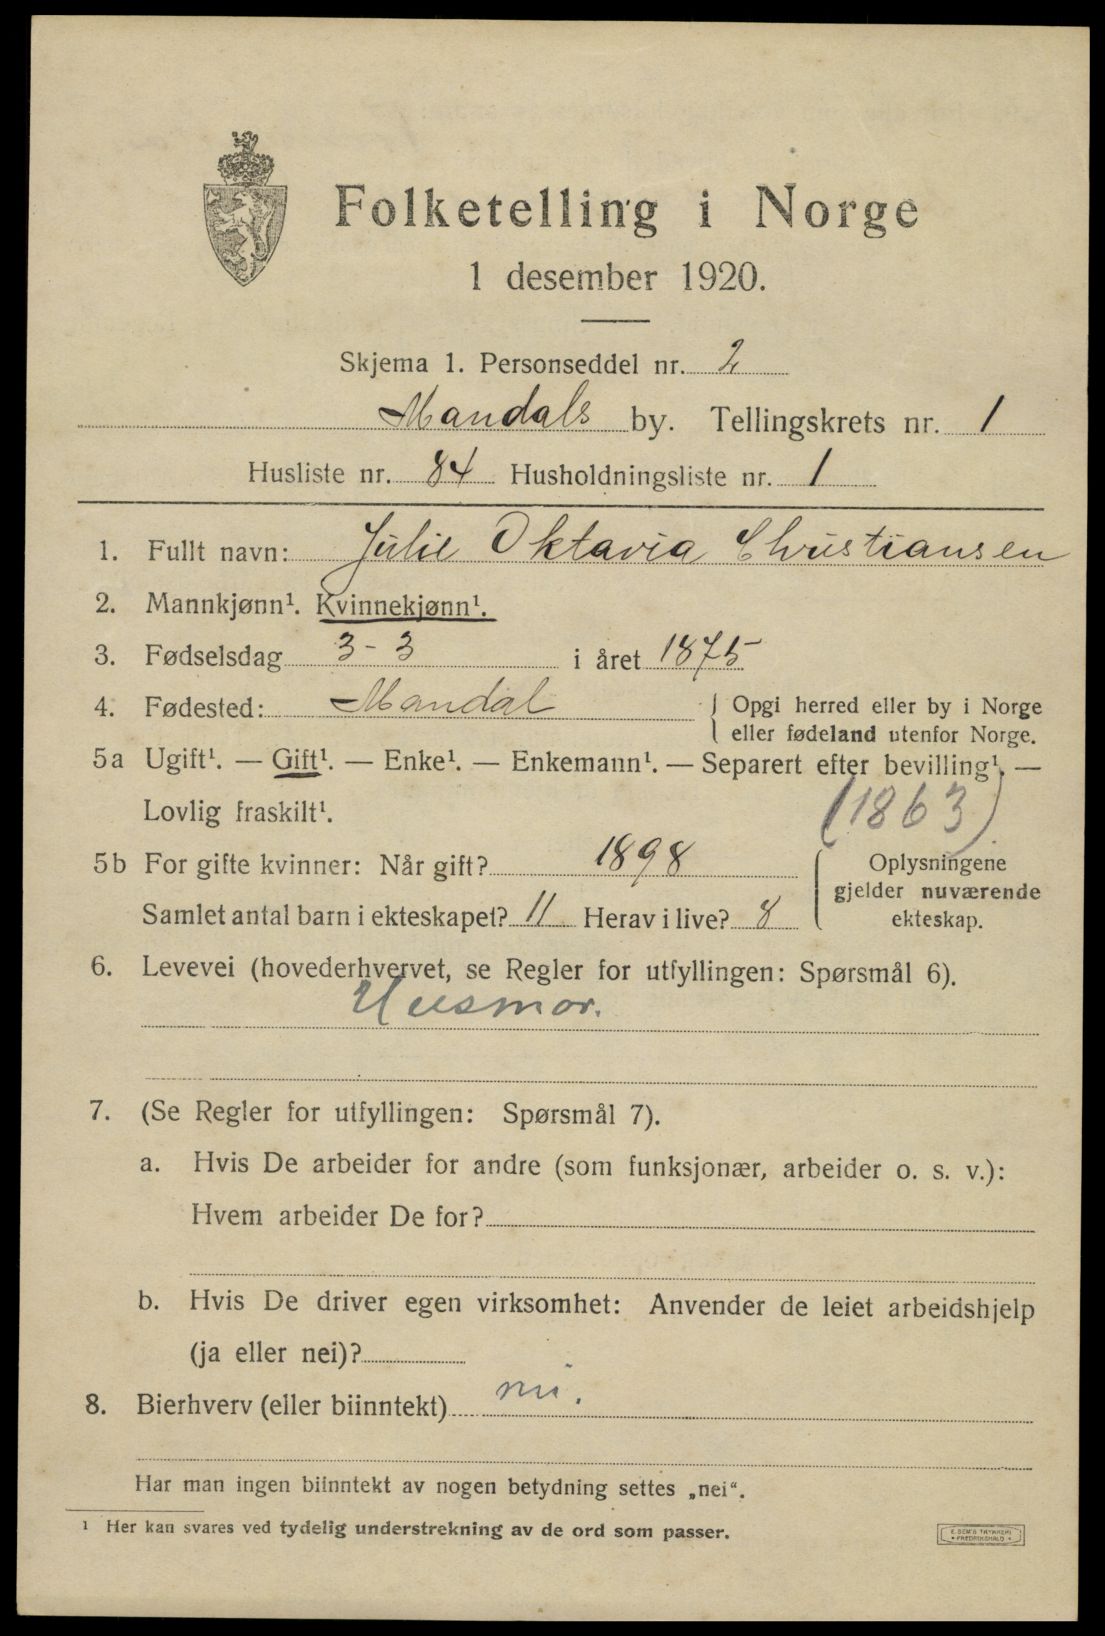 Folketelling i Norge
1 desember 1920.
Skjema 1. Personseddel nr. 2
Mandals by. Tellingskrets nr. 1
Husliste nr. 84 Husholdningsliste nr. 1
1. Fullt navn: Julie Oktavia Christiansen
2. Mannkjønn¹. Kvinnekjønn¹.
3. Fødselsdag 3-3 i året 1875
4. Fødested: Mandal { Opgi herred eller by i Norge
eller fødeland utenfor Norge.
5a Ugift¹. — Gift¹. — Enke¹. — Enkemann¹. — Separert efter bevilling¹. —
Lovlig fraskilt¹. (1863)
5b For gifte kvinner: Når gift? 1898 { Oplysningene
gjelder nuværende
Samlet antal barn i ekteskapet? 11 Herav i live? 8 ekteskap.
6. Levevei (hovederhvervet, se Regler for utfyllingen: Spørsmål 6).
Husmor.
7. (Se Regler for utfyllingen: Spørsmål 7).
a. Hvis De arbeider for andre (som funksjonær, arbeider o. s. v.):
Hvem arbeider De for?
b. Hvis De driver egen virksomhet: Anvender de leiet arbeidshjelp
(ja eller nei)?
8. Bierhverv (eller biinntekt) nei.
Har man ingen biinntekt av nogen betydning settes „nei“.
¹ Her kan svares ved tydelig understrekning av de ord som passer.
E. SEM'S TRYKKERI
FREDRIKSHALD